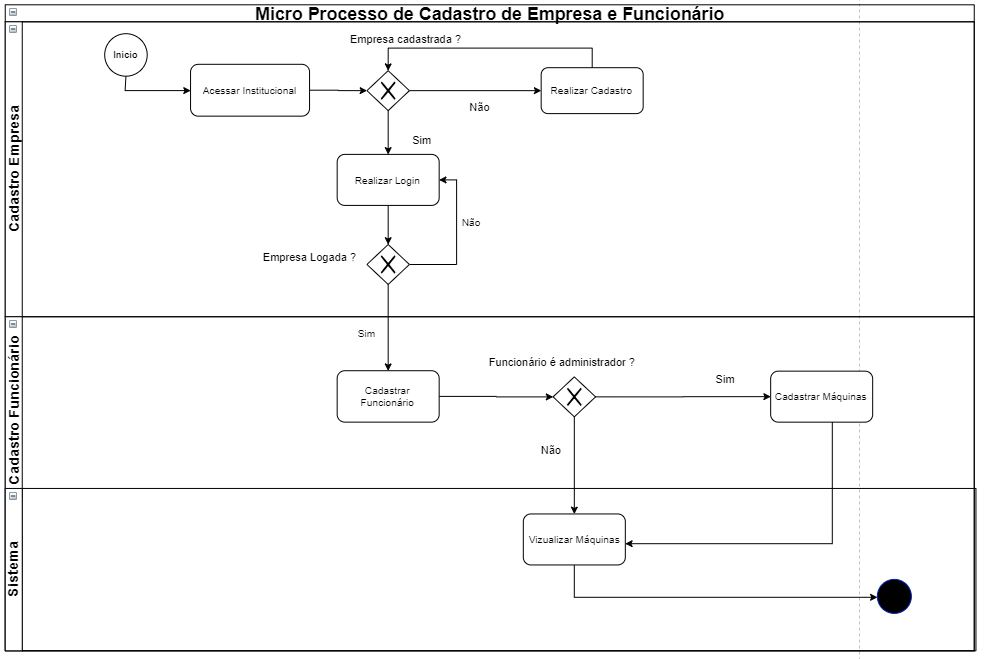 Micro Processo de Cadastro de Empresa e Funcionário
Cadastro Empresa
Inicio
Acessar Institucional
Empresa cadastrada ?
Não
Realizar Cadastro
Sim
Realizar Login
Não
Empresa Logada ?
Sim
Cadastro Funcionário
Cadastrar
Funcionário
Funcionário é administrador ?
Sim
Cadastrar Máquinas
Não
Sistema
Vizualizar Máquinas